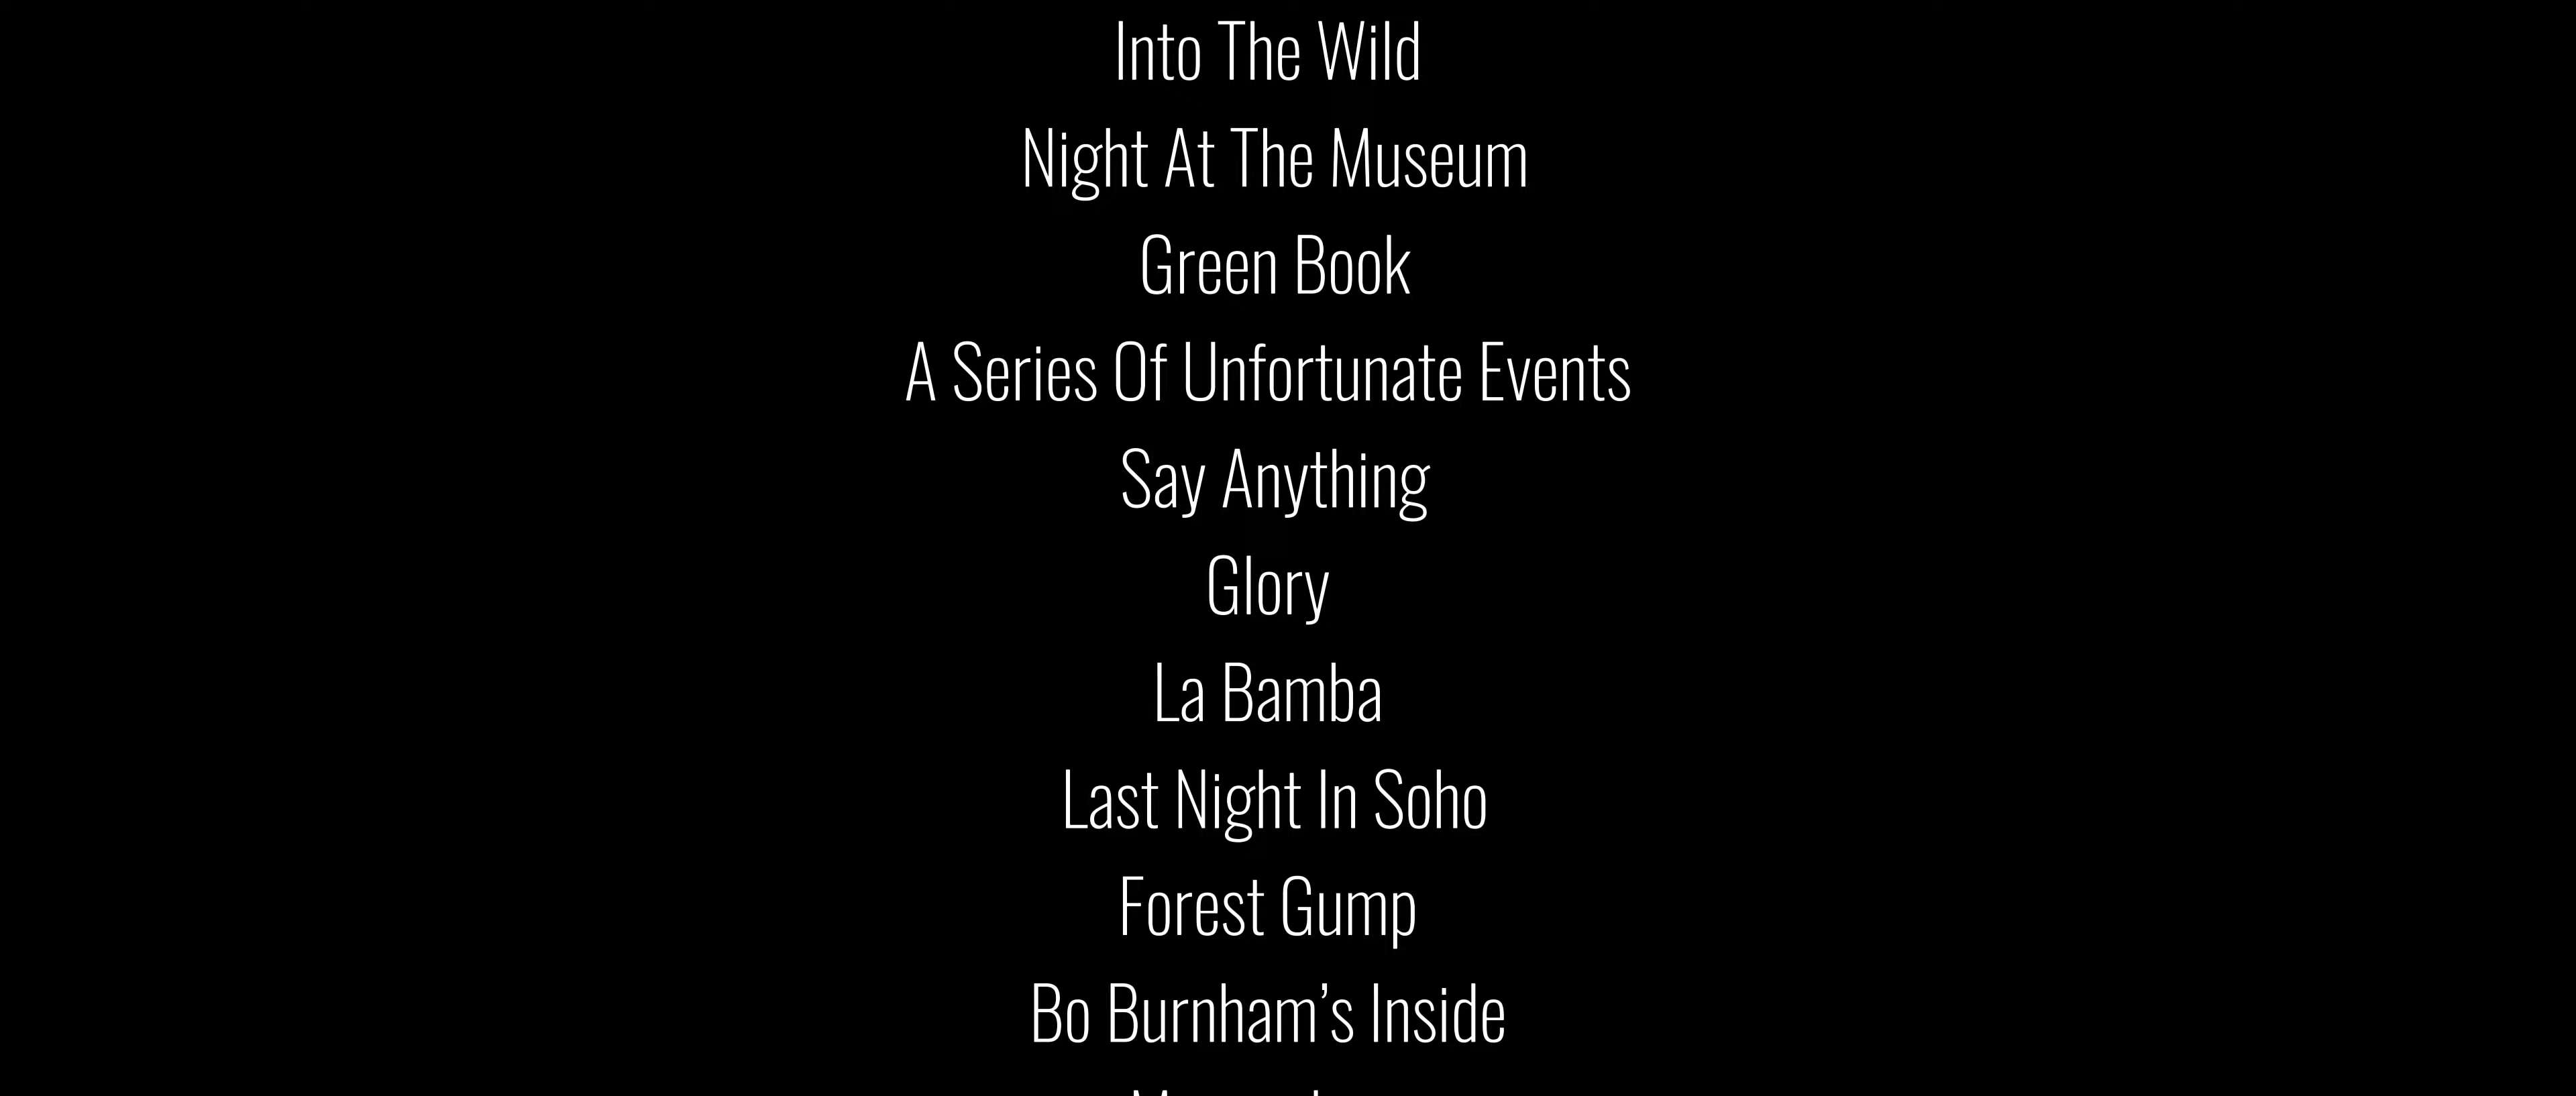 Into The Wild
Night At The Museum
Green Book
A Series Of Unfortunate Events
Say Anything
Glory
La Bamba
Last Night In Soho
Forest Gump
Bo Burnham’s Inside